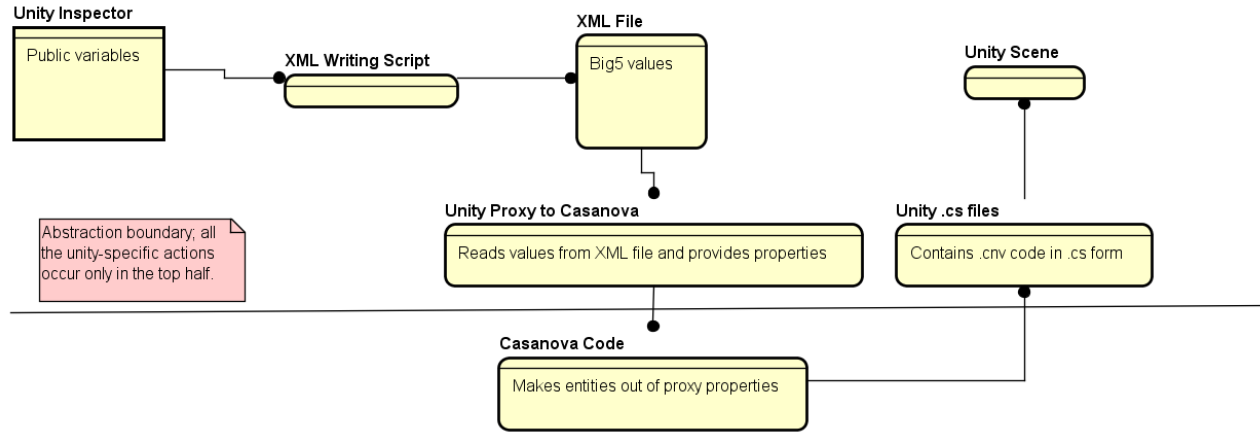 Unity Inspector
Public variables
XML Writing Script
XML File
Big5 values
Unity Scene
Abstraction boundary; all
the unity-specific actions
occur only in the top half.
Unity Proxy to Casanova
Reads values from XML file and provides properties
Unity .cs files
Contains .cnv code in .cs form
Casanova Code
Makes entities out of proxy properties